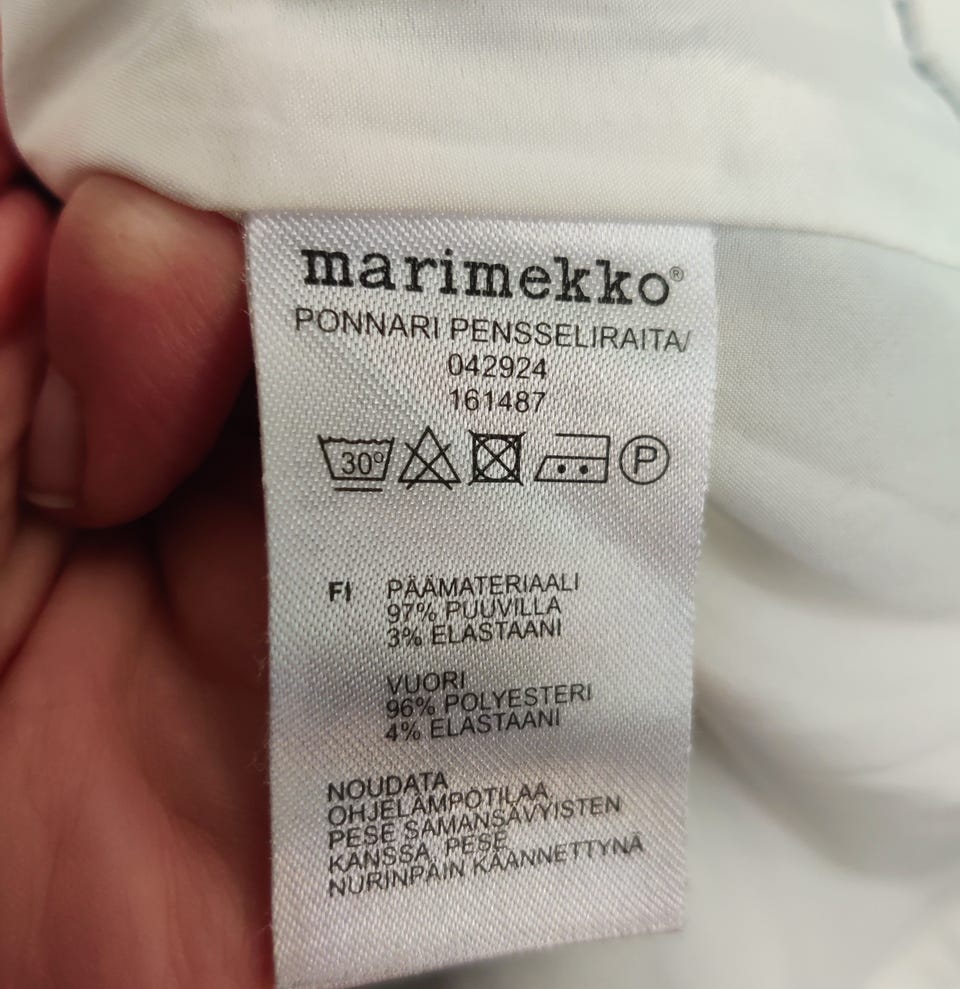 marimekko®
PONNARI PENSSELIRAITA/
042924
161487
30°
P
FI PÄÄMATERIAALI
97% PUUVILLA
3% ELASTAANI
VUORI
96% POLYESTERI
4% ELASTAANI
NOUDATA
OHJELÄMPÖTILAA
PESE SAMANSÄVYISTEN
KANSSA, PESE
NURINPÄIN KÄÄNNETTYNÄ